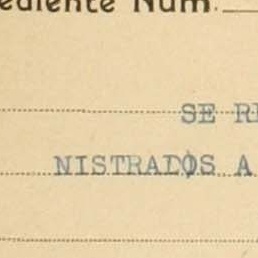 ediente Núm.
SE R
NISTRADOS A